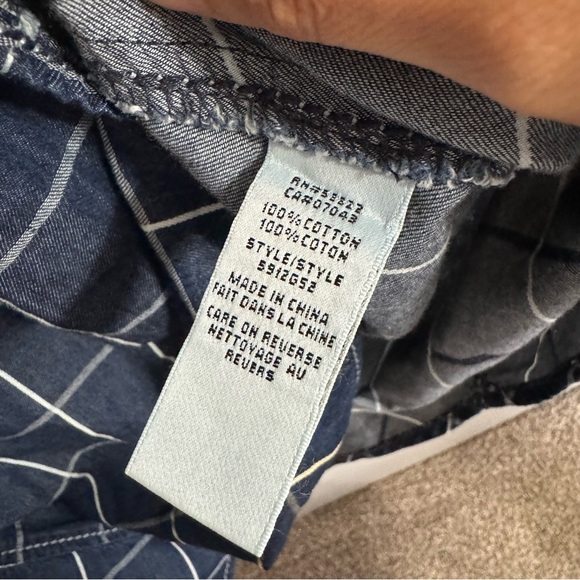 RN#59522
CA#07043
100% COTTON
100% COTON
STYLE/STYLE
5912G52
MADE IN CHINA
FAIT DANS LA CHINE
CARE ON REVERSE
NETTOYAGE AU
REVERS